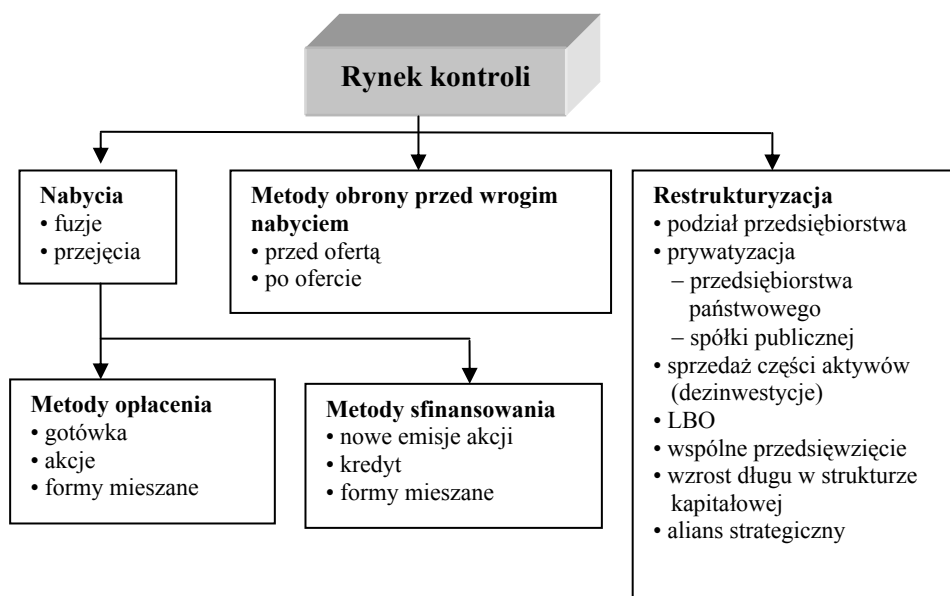 Rynek kontroli
Nabycia
• fuzje
• przejęcia
Metody obrony przed wrogim
nabyciem
• przed ofertą
• po ofercie
Restrukturyzacja
• podział przedsiębiorstwa
• prywatyzacja
– przedsiębiorstwa
państwowego
– spółki publicznej
• sprzedaż części aktywów
(dezinwestycje)
• LBO
• wspólne przedsięwzięcie
• wzrost długu w strukturze
kapitałowej
• alians strategiczny
Metody opłacenia
• gotówka
• akcje
• formy mieszane
Metody sfinansowania
• nowe emisje akcji
• kredyt
• formy mieszane